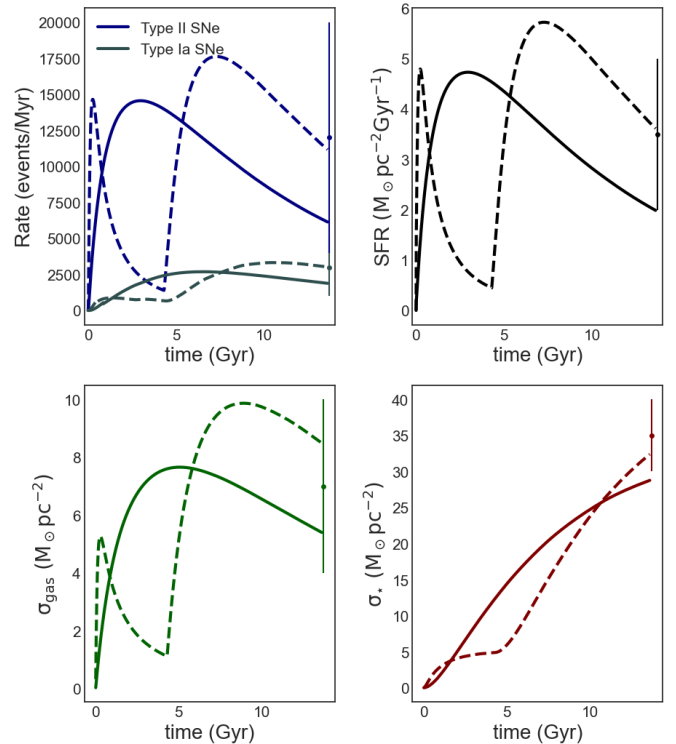 20000
17500
15000
12500
10000
7500
5000
2500
0
Rate (events/Myr)
Type II SNe
Type Ia SNe
0 5 10
time (Gyr)
6
5
4
3
2
1
0
SFR (M⊙pc⁻²Gyr⁻¹)
0 5 10
time (Gyr)
10
8
6
4
2
0
σgas (M⊙pc⁻²)
0 5 10
time (Gyr)
40
35
30
25
20
15
10
5
0
σ⋆ (M⊙pc⁻²)
0 5 10
time (Gyr)